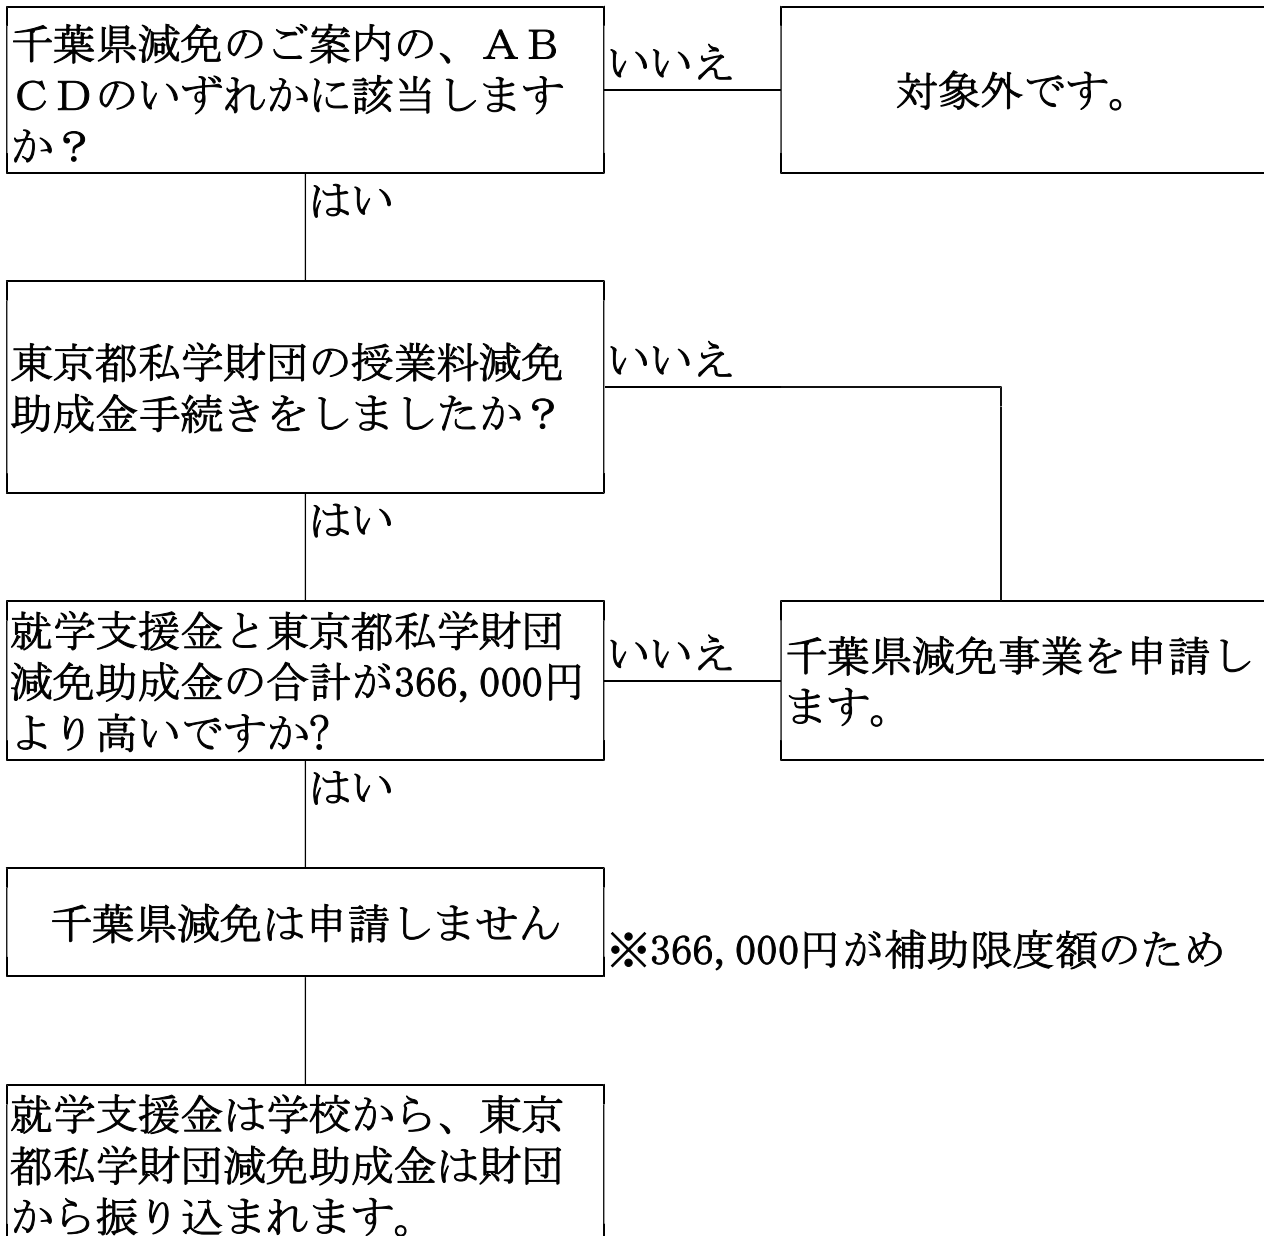 千葉県減免のご案内の、ＡＢ
ＣＤのいずれかに該当します
か？
いいえ
対象外です。
はい
東京都私学財団の授業料減免
助成金手続きをしましたか？
いいえ
はい
就学支援金と東京都私学財団
減免助成金の合計が366,000円
より高いですか?
いいえ
千葉県減免事業を申請し
ます。
はい
千葉県減免は申請しません
※366,000円が補助限度額のため
就学支援金は学校から、東京
都私学財団減免助成金は財団
から振り込まれます。